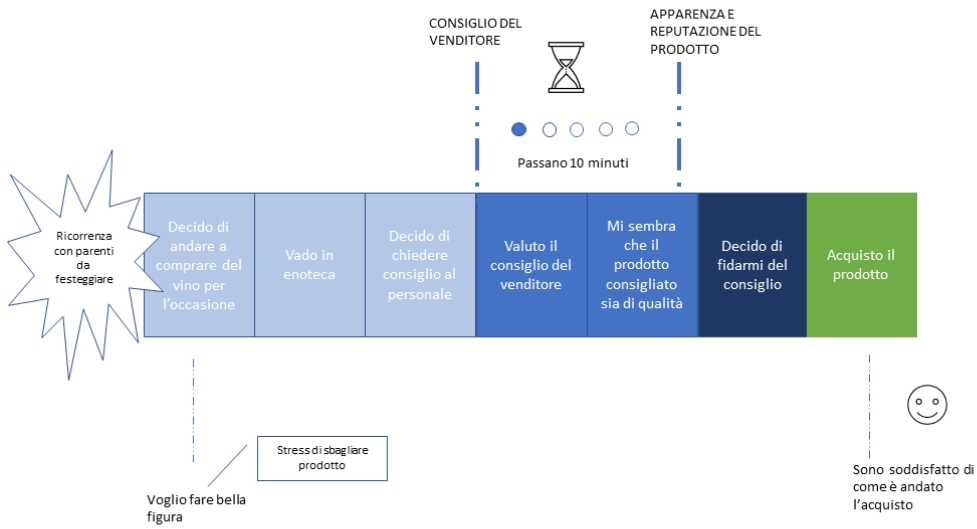 CONSIGLIO DEL
VENDITORE
APPARENZA E
REPUTAZIONE DEL
PRODOTTO
Passano 10 minuti
Ricorrenza
con parenti
da
festeggiare
Decido di
andare a
comprare del
vino per
l’occasione
Vado in
enoteca
Decido di
chiedere
consiglio al
personale
Valuto il
consiglio del
venditore
Mi sembra
che il
prodotto
consigliato
sia di qualità
Decido di
fidarmi del
consiglio
Acquisto il
prodotto
Stress di sbagliare
prodotto
Voglio fare bella
figura
Sono soddisfatto di
come è andato
l’acquisto